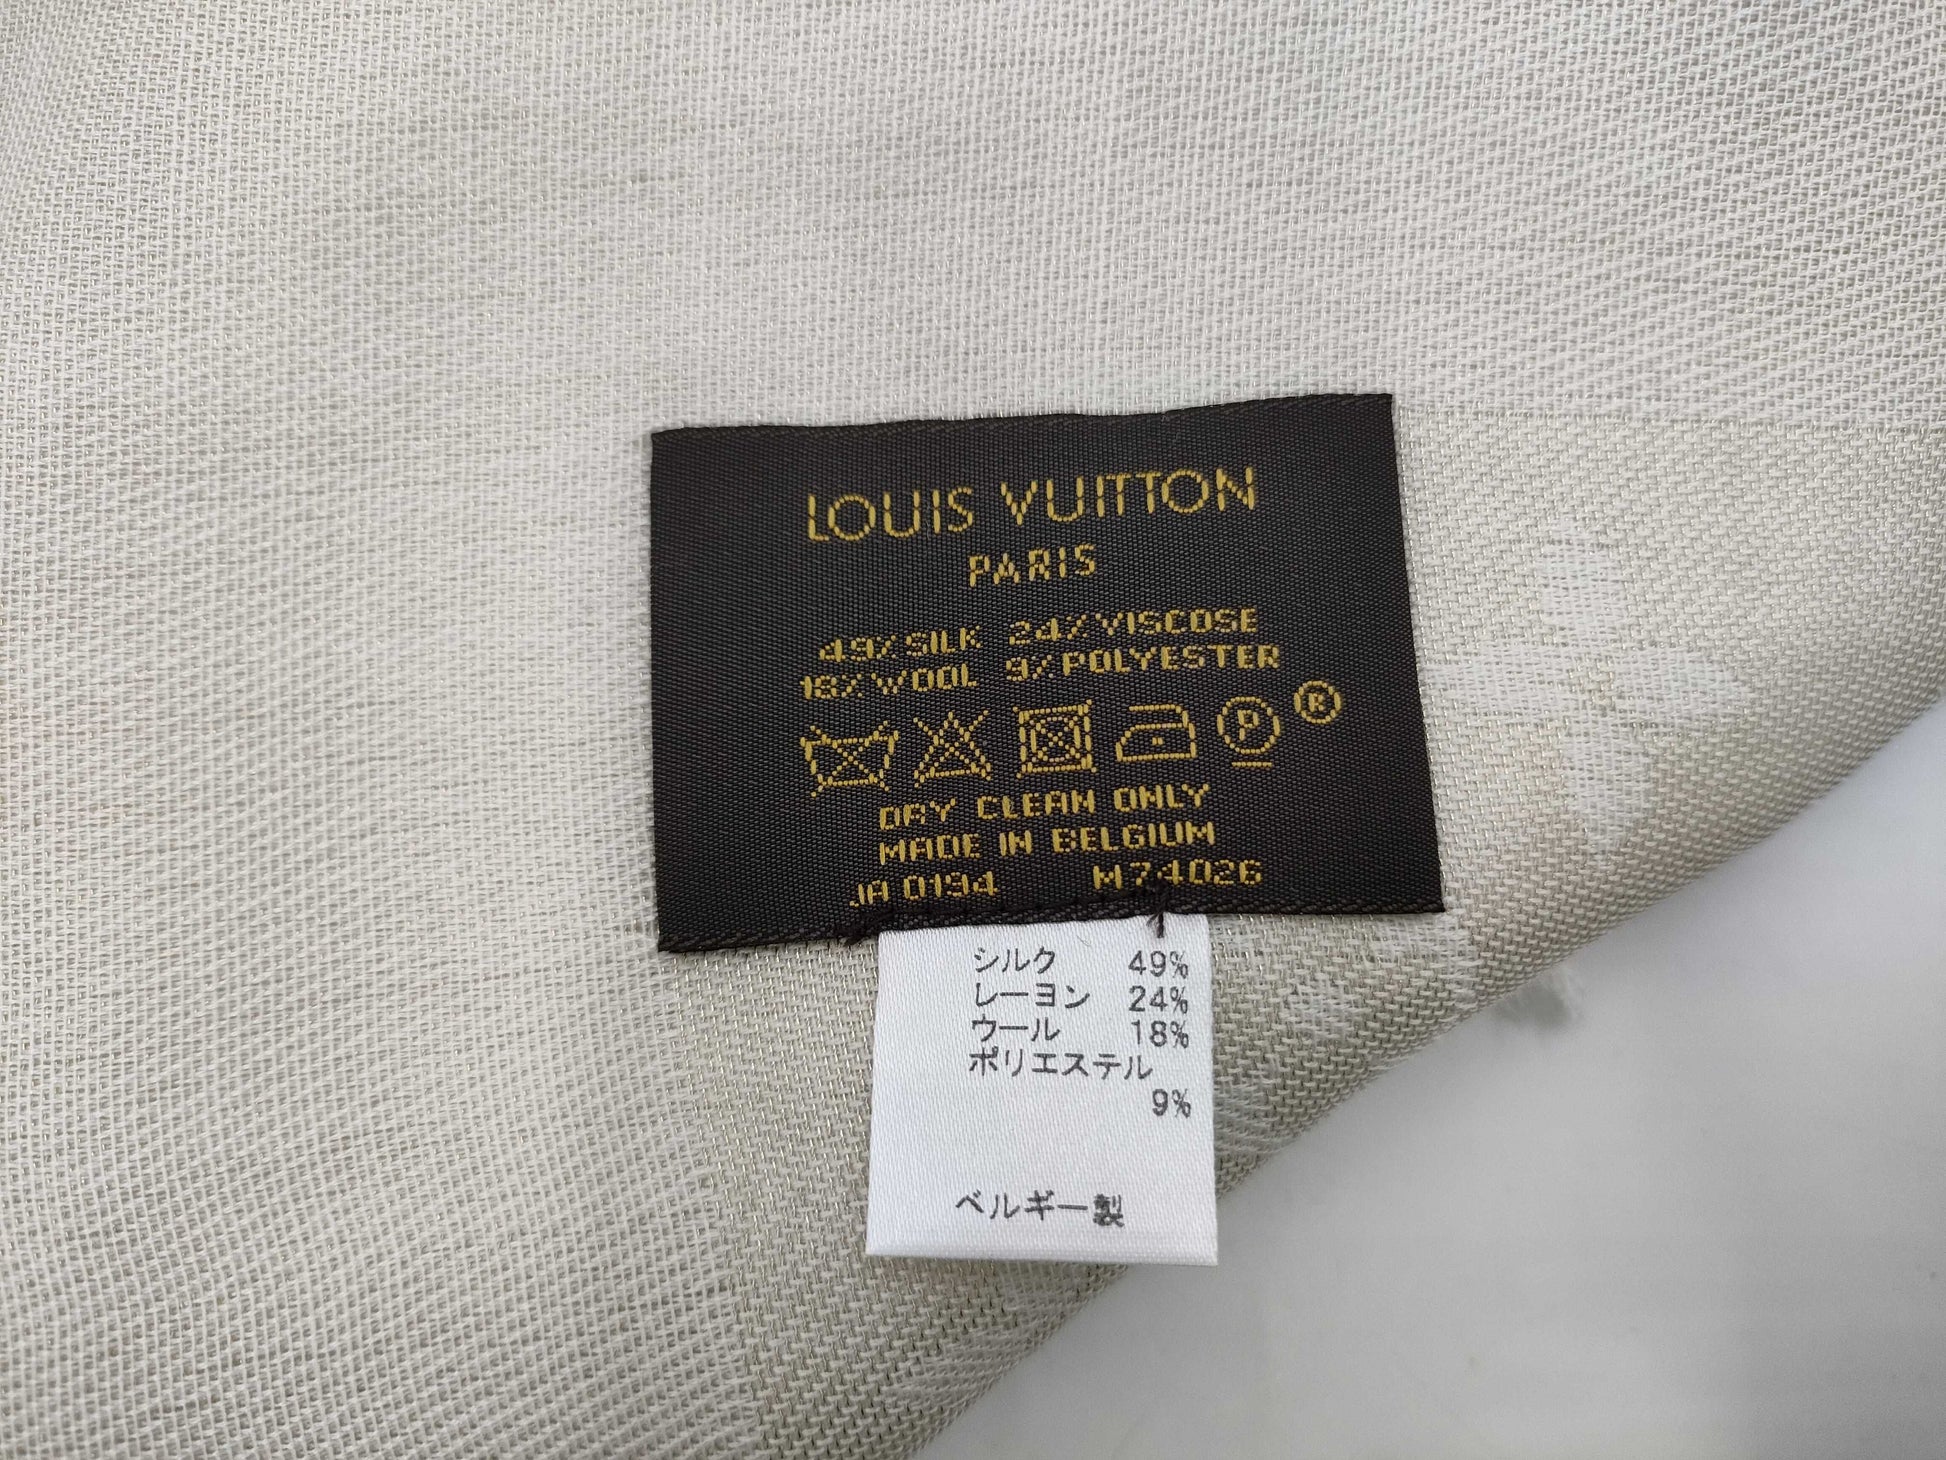 LOUIS VUITTON
PARIS
49% SILK 24% VISCOSE
18% WOOL 9% POLYESTER
P ®
DRY CLEAN ONLY
MADE IN BELGIUM
JA 0194 M74026
シルク 49%
レーヨン 24%
ウール 18%
ポリエステル
9%
ベルギー製